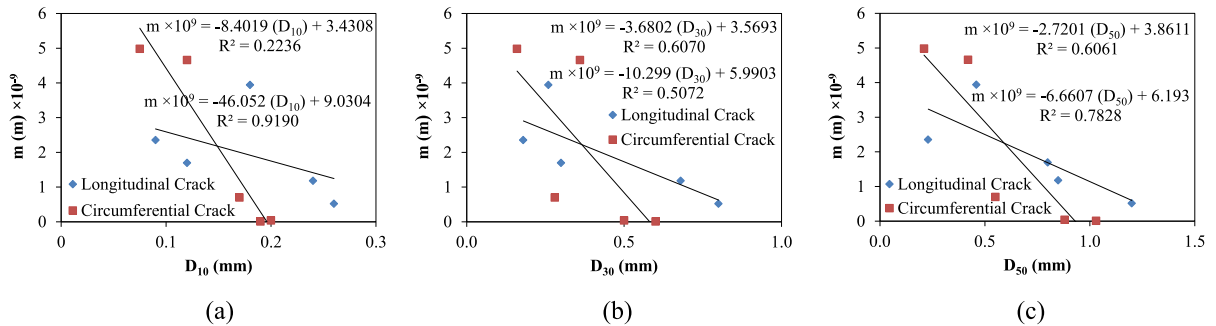 m ×10⁹ = -8.4019 (D₁₀) + 3.4308
R² = 0.2236
m ×10⁹ = -46.052 (D₁₀) + 9.0304
R² = 0.9190
Longitudinal Crack
Circumferential Crack
m (m) ×10⁻⁹
6
5
4
3
2
1
0
0
0.1
0.2
0.3
D₁₀ (mm)
(a)
m ×10⁹ = -3.6802 (D₃₀) + 3.5693
R² = 0.6070
m ×10⁹ = -10.299 (D₃₀) + 5.9903
R² = 0.5072
Longitudinal Crack
Circumferential Crack
m (m) ×10⁻⁹
6
5
4
3
2
1
0
0.0
0.5
1.0
D₃₀ (mm)
(b)
m ×10⁹ = -2.7201 (D₅₀) + 3.8611
R² = 0.6061
m ×10⁹ = -6.6607 (D₅₀) + 6.193
R² = 0.7828
Longitudinal Crack
Circumferential Crack
m (m) ×10⁻⁹
6
5
4
3
2
1
0
0.0
0.5
1.0
1.5
D₅₀ (mm)
(c)